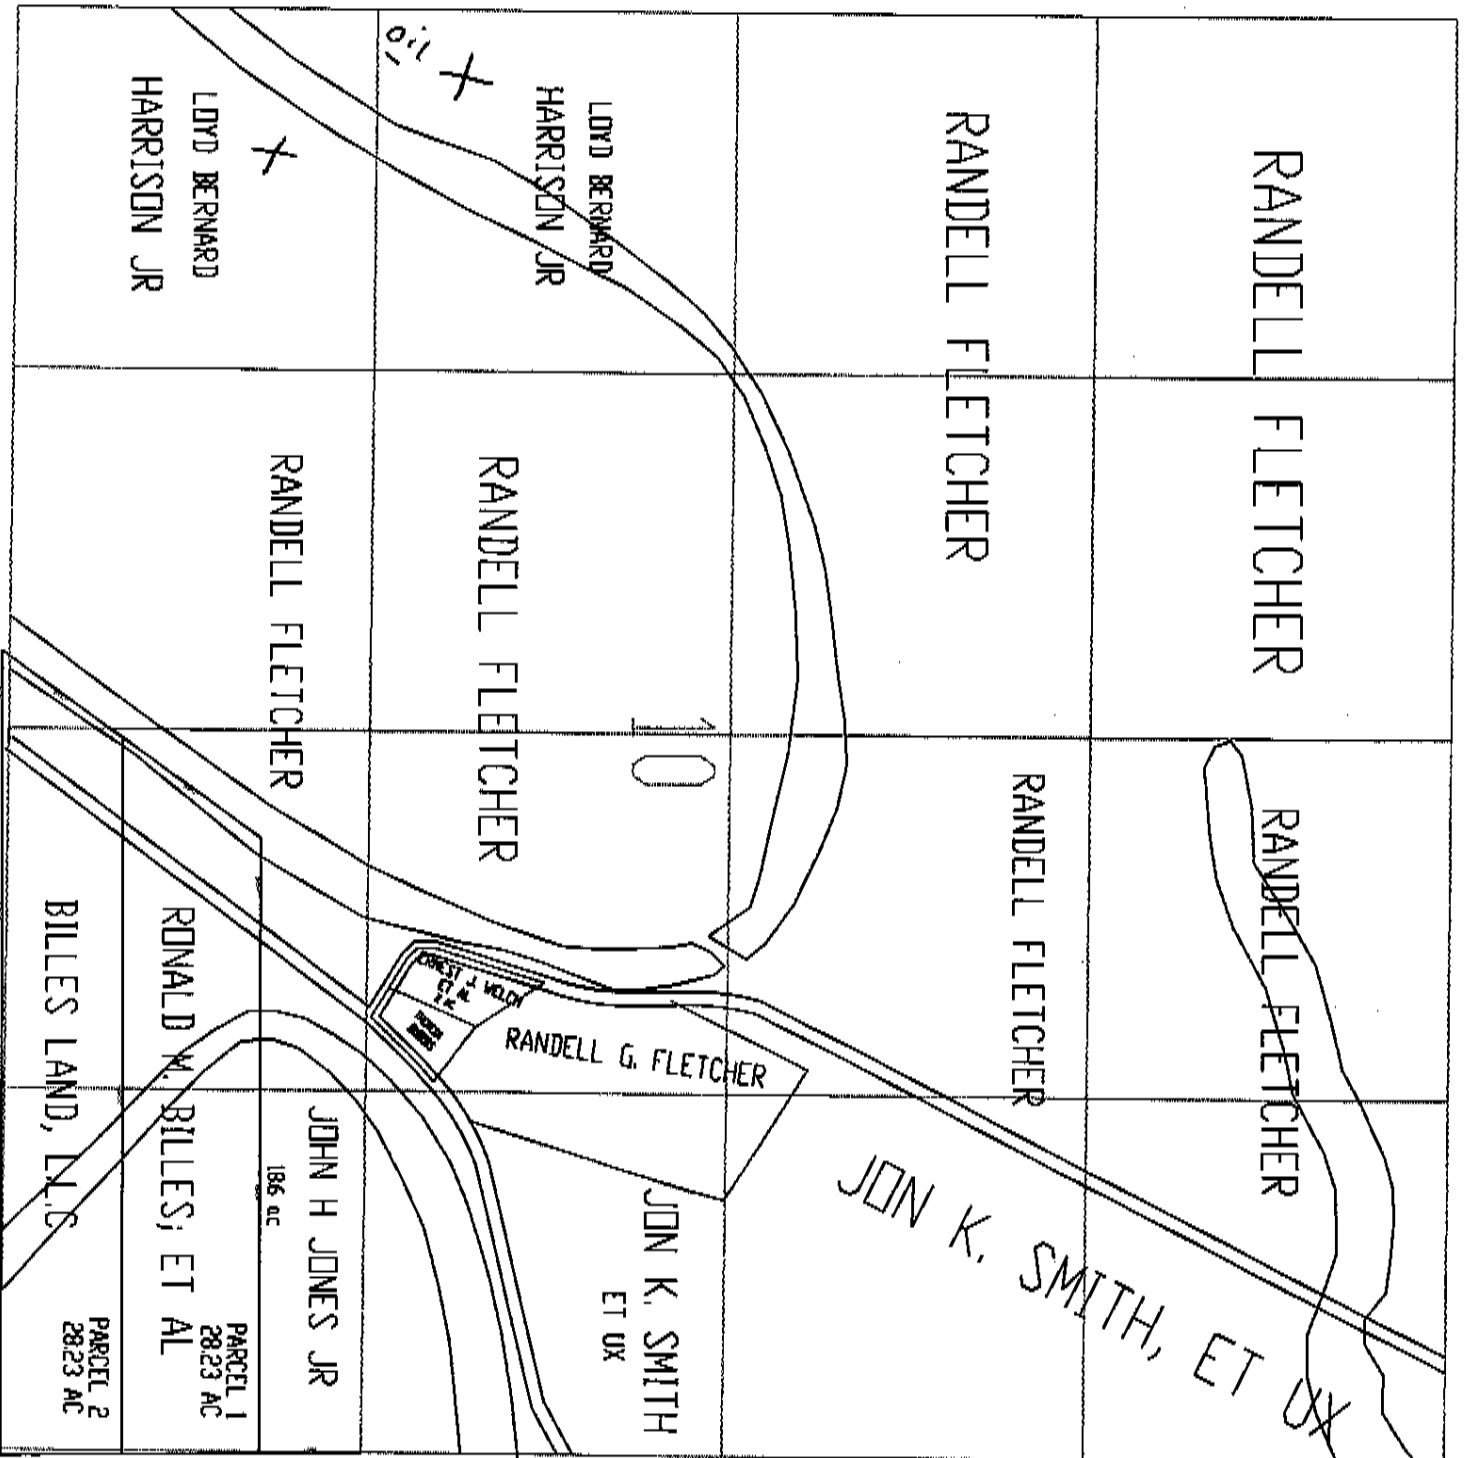 RANDELL FLETCHER
RANDELL FLETCHER
RANDELL FLETCHER
RANDELL FLETCHER
JON K. SMITH, ET UX
LOYD BERNARD
HARRISON JR
oil
10
RANDELL FLETCHER
RANDELL G. FLETCHER
ERNEST J. WELCH
ET AL
2 AC
JON K. SMITH
ET UX
LOYD BERNARD
HARRISON JR
RANDELL FLETCHER
JOHN H JONES JR
186 ac
RONALD M. BILLES; ET AL
PARCEL 1
28.23 AC
BILLES LAND, L.L.C
PARCEL 2
28.23 AC